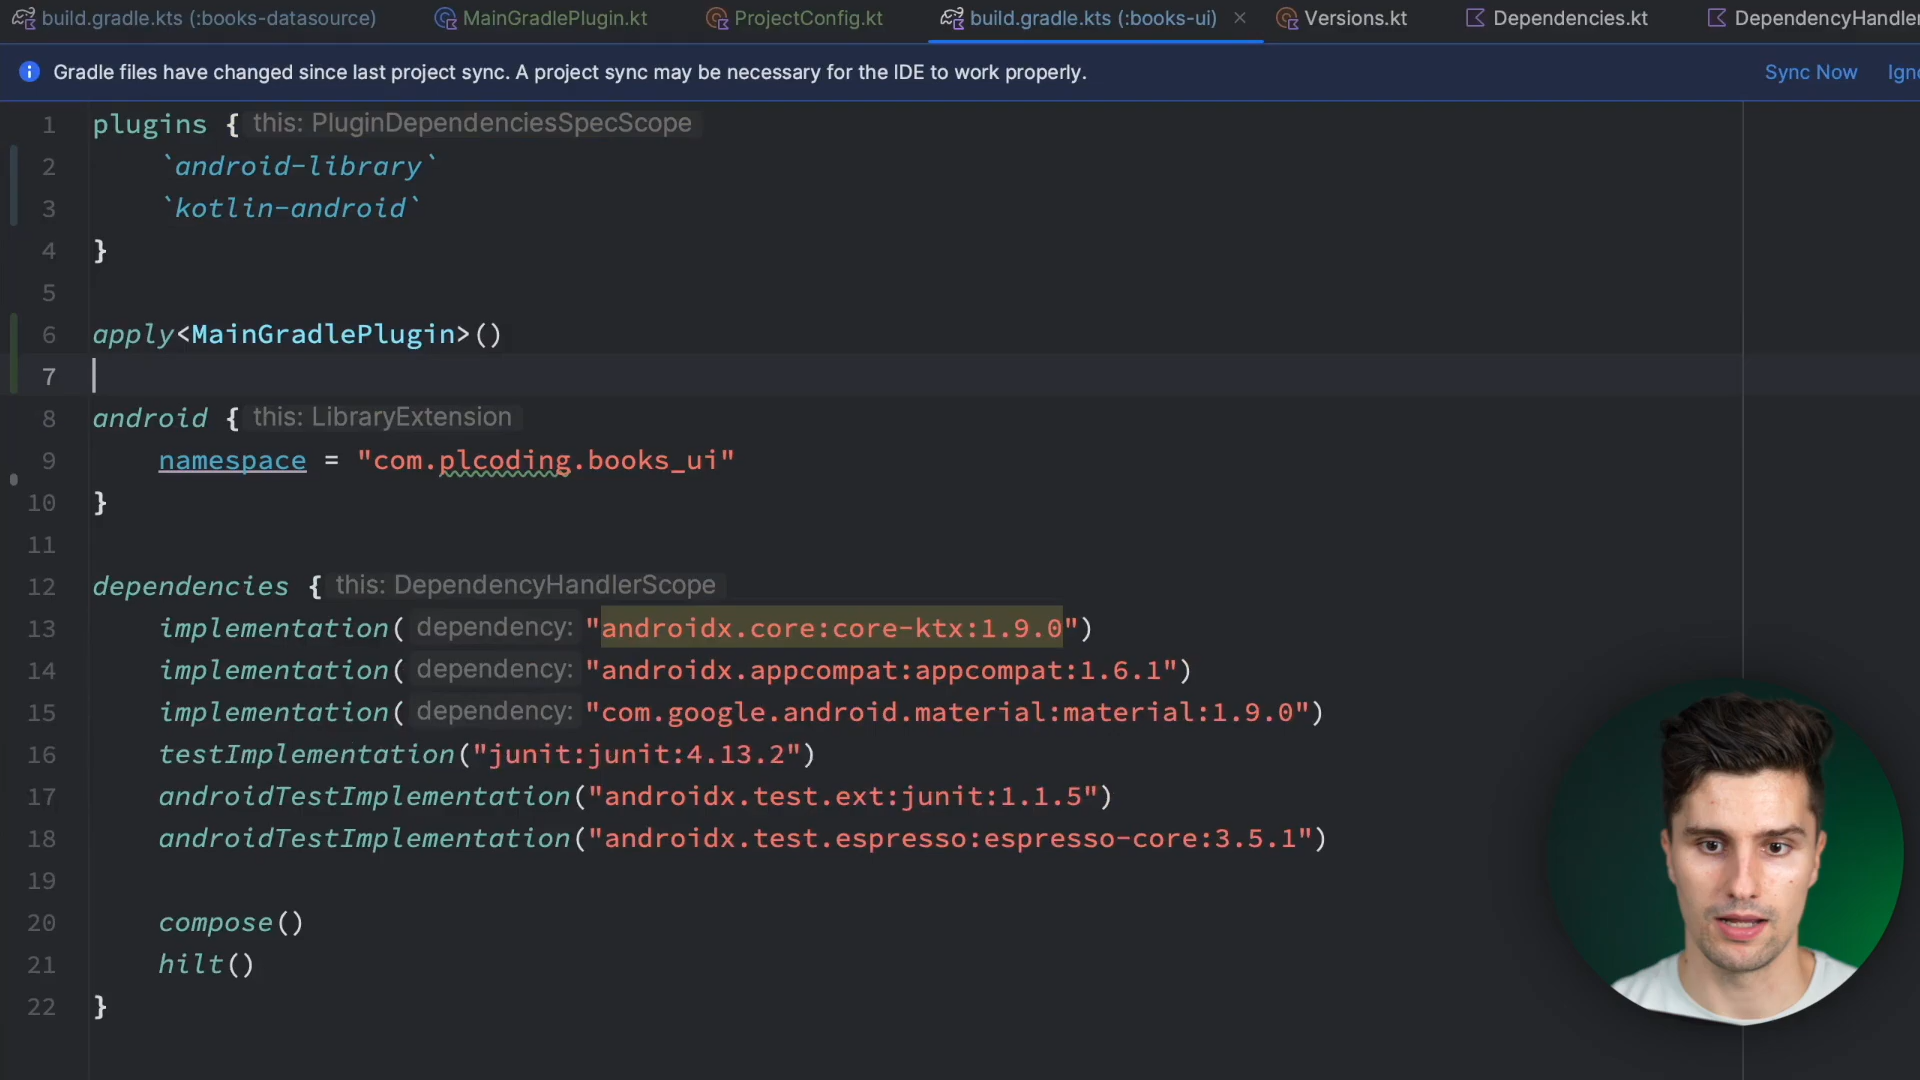 build.gradle.kts (:books-datasource) MainGradlePlugin.kt ProjectConfig.kt build.gradle.kts (:books-ui) Versions.kt Dependencies.kt DependencyHandler
Gradle files have changed since last project sync. A project sync may be necessary for the IDE to work properly. Sync Now Igno
1 plugins { this: PluginDependenciesSpecScope
2 `android-library`
3 `kotlin-android`
4 }
5
6 apply<MainGradlePlugin>()
7
8 android { this: LibraryExtension
9 namespace = "com.plcoding.books_ui"
10 }
11
12 dependencies { this: DependencyHandlerScope
13 implementation( dependency: "androidx.core:core-ktx:1.9.0")
14 implementation( dependency: "androidx.appcompat:appcompat:1.6.1")
15 implementation( dependency: "com.google.android.material:material:1.9.0")
16 testImplementation("junit:junit:4.13.2")
17 androidTestImplementation("androidx.test.ext:junit:1.1.5")
18 androidTestImplementation("androidx.test.espresso:espresso-core:3.5.1")
19
20 compose()
21 hilt()
22 }